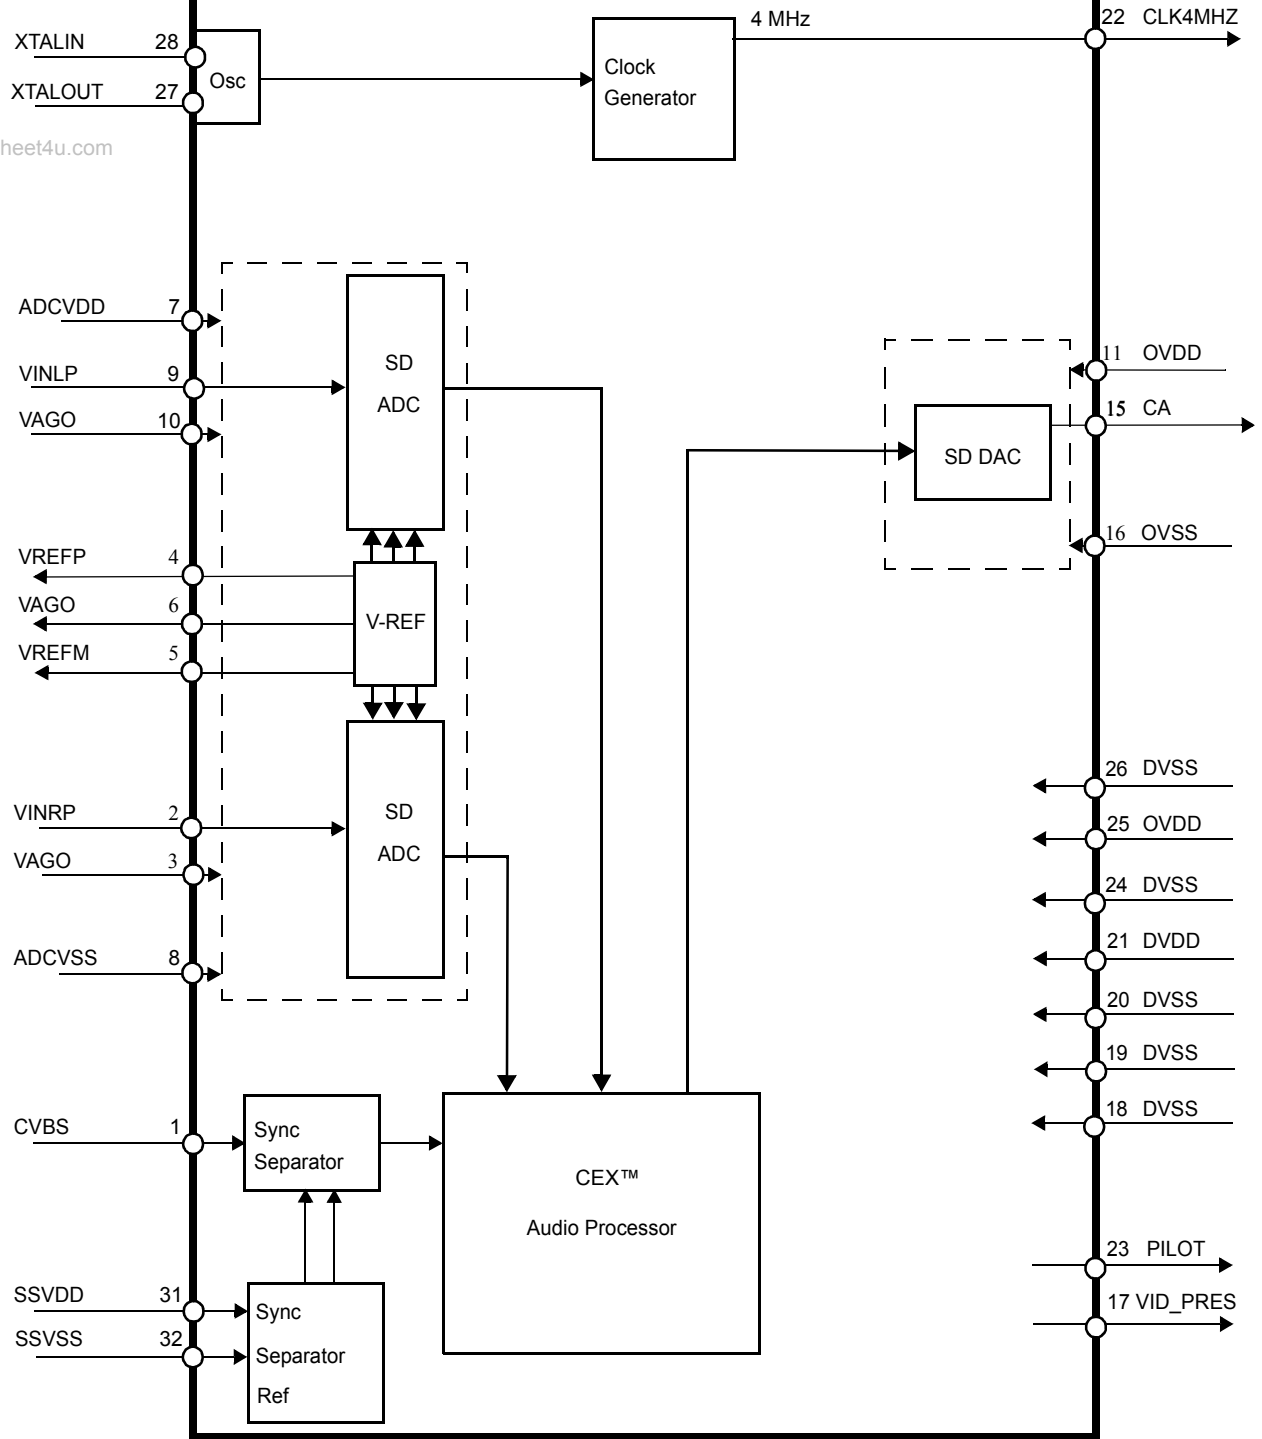 4 MHz
22 CLK4MHZ
XTALIN 28
Osc
Clock
Generator
XTALOUT 27
heet4u.com
ADCVDD 7
SD
ADC
11 OVDD
VINLP 9
15 CA
VAGO 10
SD DAC
16 OVSS
VREFP 4
VAGO 6
V-REF
VREFM 5
26 DVSS
VINRP 2
SD
ADC
25 OVDD
VAGO 3
24 DVSS
ADCVSS 8
21 DVDD
20 DVSS
19 DVSS
CVBS 1
Sync
Separator
18 DVSS
CEX™
Audio Processor
23 PILOT
SSVDD 31
17 VID_PRES
SSVSS 32
Sync
Separator
Ref